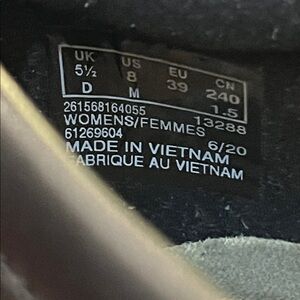 UK US EU CN
5½ 8 39 240
D M 1.5
261568164055
WOMENS/FEMMES 13288
61269604 6/20
MADE IN VIETNAM
FABRIQUE AU VIETNAM